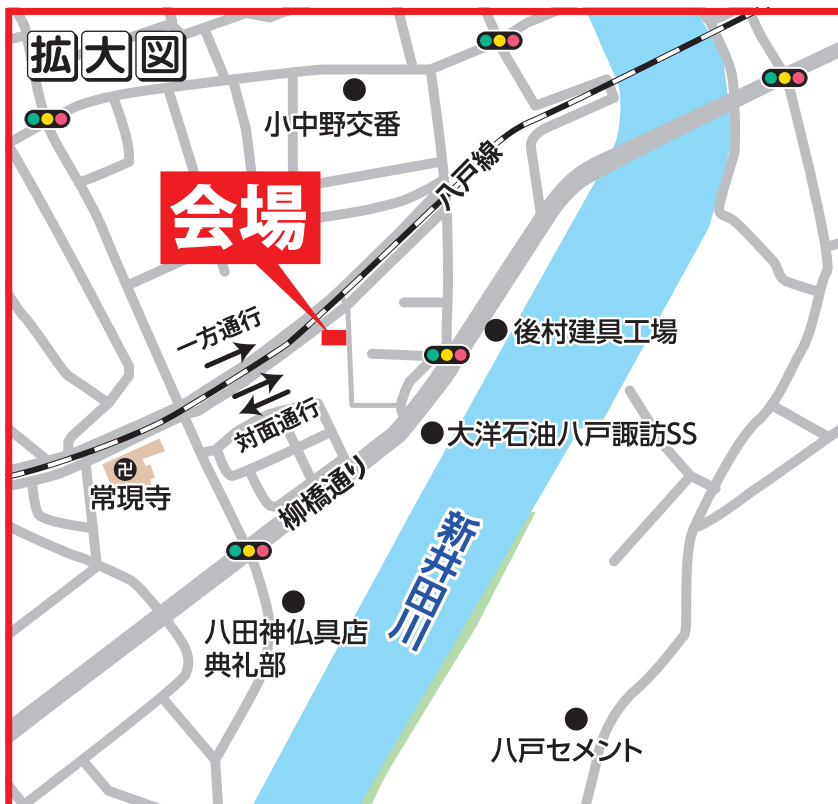 拡大図
小中野交番
八戸線
会場
一方通行
後村建具工場
対面通行
大洋石油八戸諏訪SS
卍
常現寺
柳橋通り
新井田川
八田神仏具店
典礼部
八戸セメント